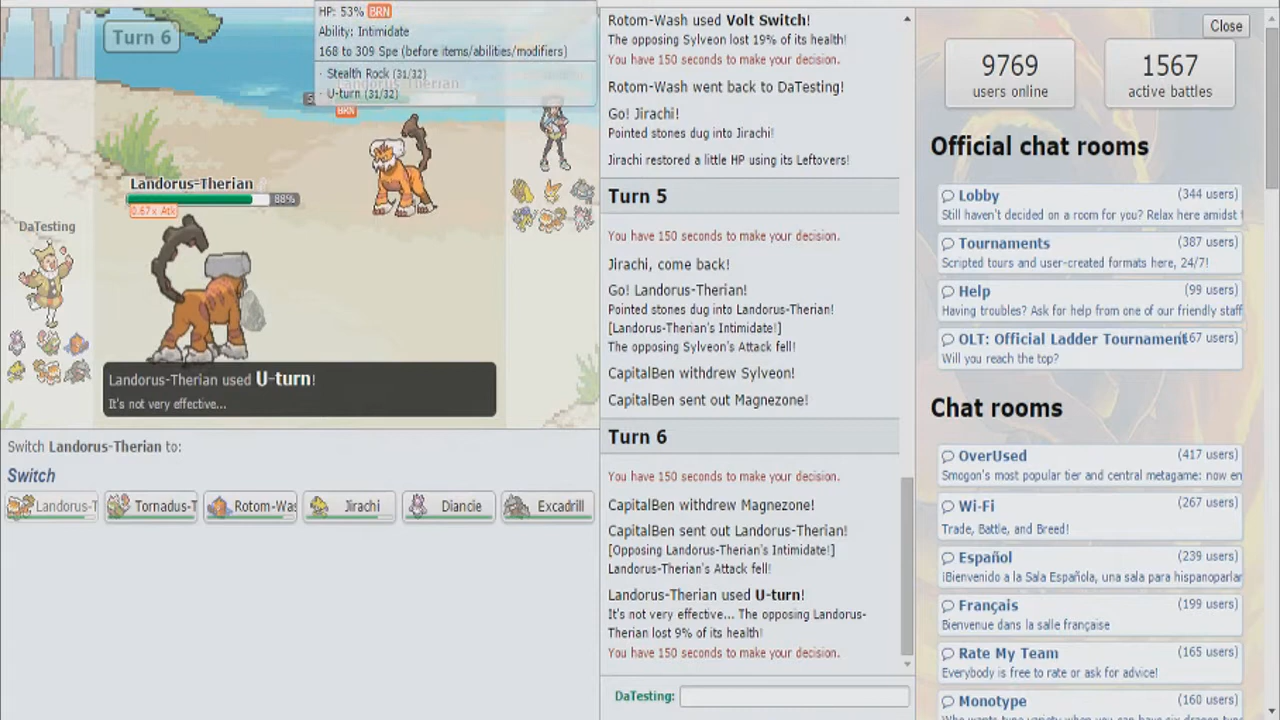 Turn 6
HP: 53% BRN
Ability: Intimidate
168 to 309 Spe (before items/abilities/modifiers)
· Stealth Rock (31/32)
· U-turn (31/32)
BRN
Landorus-Therian
88%
0.67x Atk
DaTesting
Landorus-Therian used U-turn!
It's not very effective...
Switch Landorus-Therian to:
Switch
Landorus-T
Tornadus-T
Rotom-Was
Jirachi
Diancie
Excadrill
Rotom-Wash used Volt Switch!
The opposing Sylveon lost 19% of its health!
You have 150 seconds to make your decision.
Rotom-Wash went back to DaTesting!
Go! Jirachi!
Pointed stones dug into Jirachi!
Jirachi restored a little HP using its Leftovers!
Turn 5
You have 150 seconds to make your decision.
Jirachi, come back!
Go! Landorus-Therian!
Pointed stones dug into Landorus-Therian!
[Landorus-Therian's Intimidate!]
The opposing Sylveon's Attack fell!
CapitalBen withdrew Sylveon!
CapitalBen sent out Magnezone!
Turn 6
You have 150 seconds to make your decision.
CapitalBen withdrew Magnezone!
CapitalBen sent out Landorus-Therian!
[Opposing Landorus-Therian's Intimidate!]
Landorus-Therian's Attack fell!
Landorus-Therian used U-turn!
It's not very effective... The opposing Landorus-
Therian lost 9% of its health!
You have 150 seconds to make your decision.
DaTesting:
Close
9769
users online
1567
active battles
Official chat rooms
Lobby (344 users)
Still haven't decided on a room for you? Relax here amidst t
Tournaments (387 users)
Scripted tours and user-created formats here, 24/7!
Help (99 users)
Having troubles? Ask for help from one of our friendly staff
OLT: Official Ladder Tournament 167 users)
Will you reach the top?
Chat rooms
OverUsed (417 users)
Smogon's most popular tier and central metagame: now en
Wi-Fi (267 users)
Trade, Battle, and Breed!
Español (239 users)
¡Bienvenido a la Sala Española, una sala para hispanoparlar
Français (199 users)
Bienvenue dans la salle française
Rate My Team (165 users)
Everybody is free to rate or ask for advice!
Monotype (160 users)